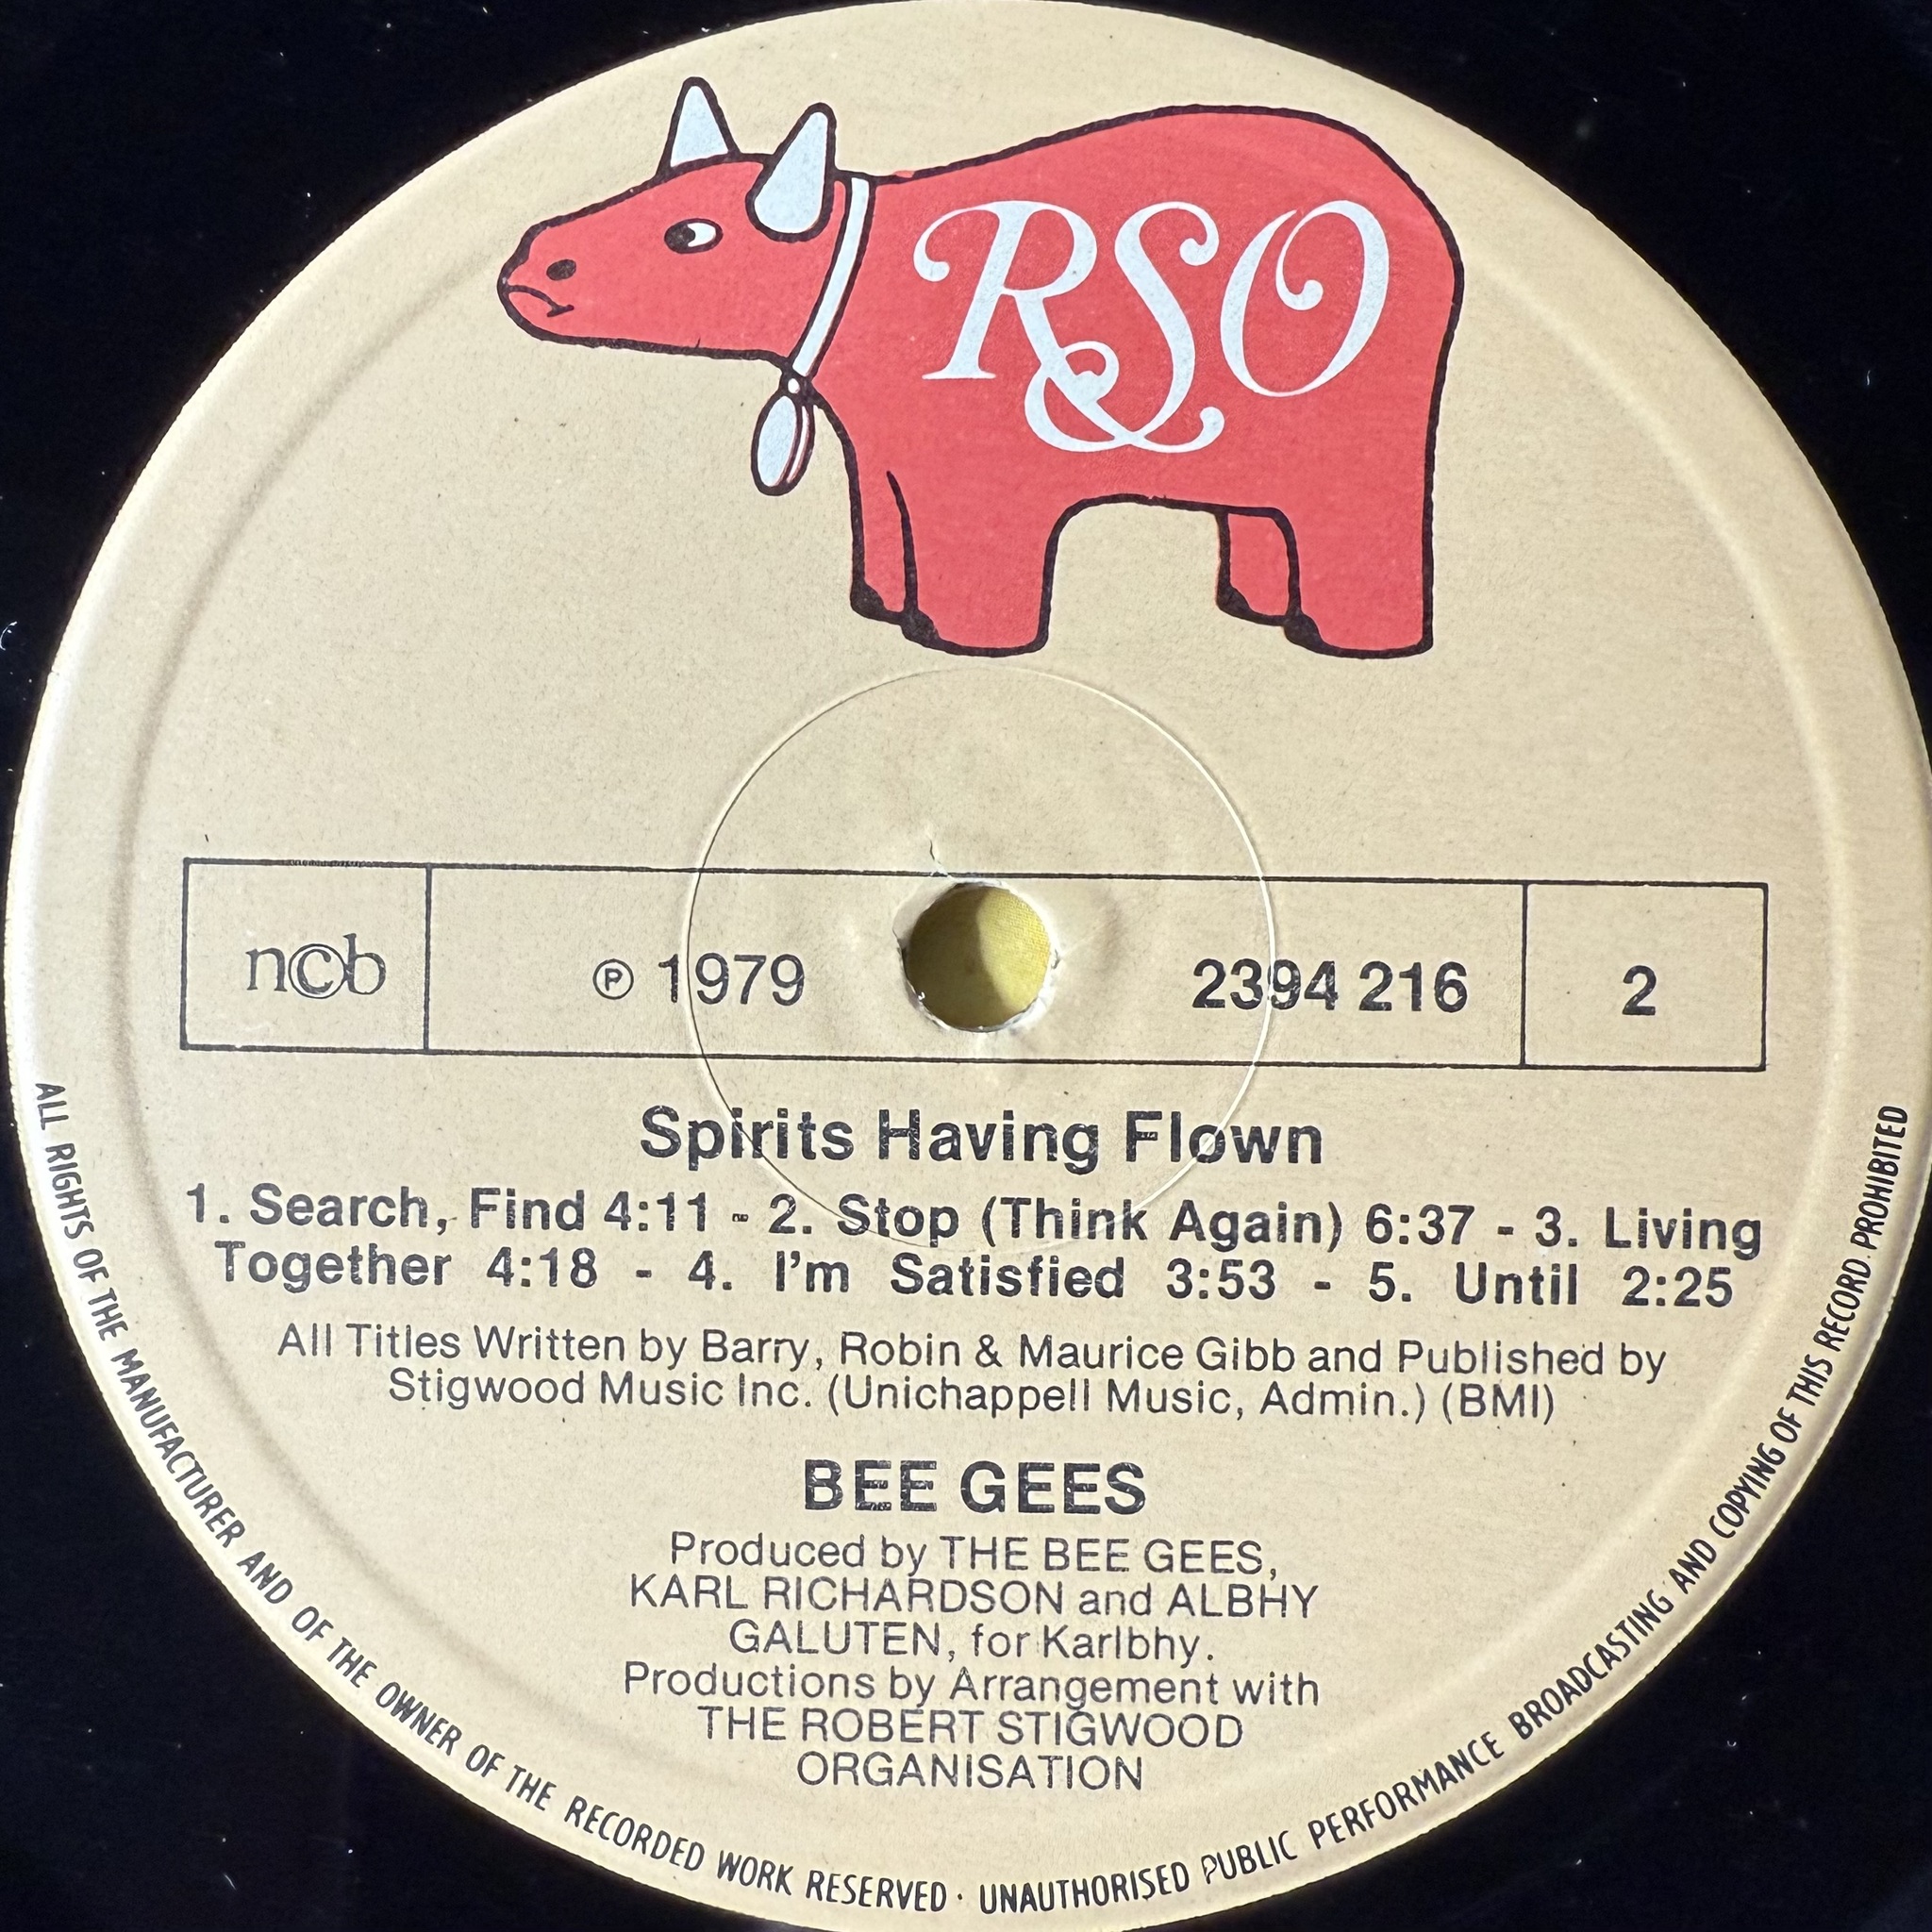 RSO
n©b
℗ 1979
2394 216
2
Spirits Having Flown
1. Search, Find 4:11 - 2. Stop (Think Again) 6:37 - 3. Living
Together 4:18 - 4. I'm Satisfied 3:53 - 5. Until 2:25
All Titles Written by Barry, Robin & Maurice Gibb and Published by
Stigwood Music Inc. (Unichappell Music, Admin.) (BMI)
BEE GEES
Produced by THE BEE GEES,
KARL RICHARDSON and ALBHY
GALUTEN, for Karlbhy.
Productions by Arrangement with
THE ROBERT STIGWOOD
ORGANISATION
ALL RIGHTS OF THE MANUFACTURER AND OF THE OWNER OF THE RECORDED WORK RESERVED · UNAUTHORISED PUBLIC PERFORMANCE BROADCASTING AND COPYING OF THIS RECORD PROHIBITED